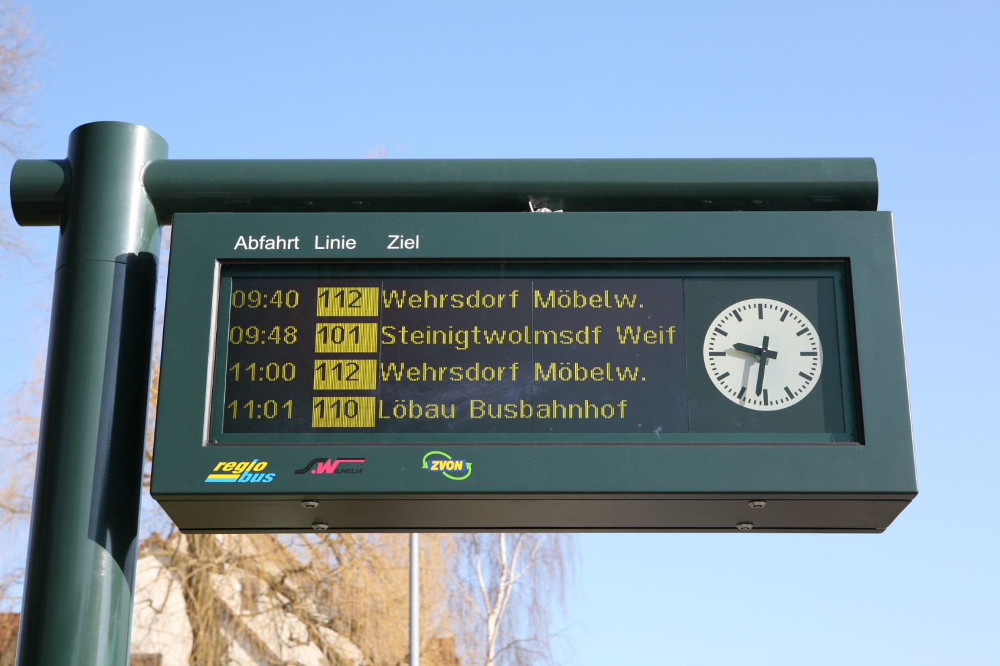 Abfahrt Linie Ziel
09:40 112 Wehrsdorf Möbelw.
09:48 101 Steinigtwolmsdf Weif
11:00 112 Wehrsdorf Möbelw.
11:01 110 Löbau Busbahnhof
regio bus S.WILHELM ZVON